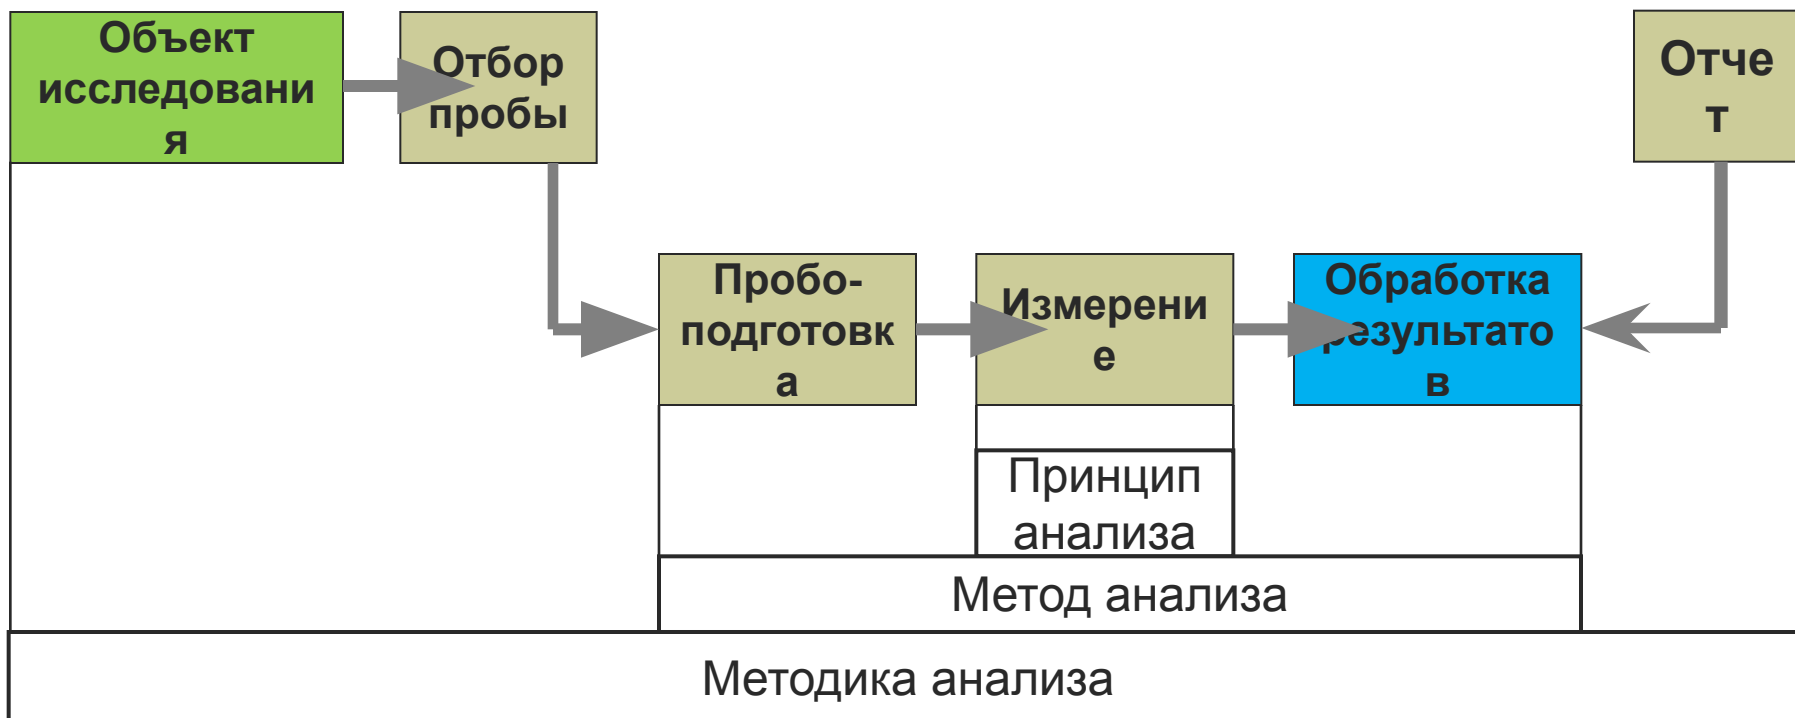 Объект
исследовани
я
Отбор
пробы
Отче
т
Пробо-
подготовк
а
Измерени
е
Обработка
результато
в
Принцип
анализа
Метод анализа
Методика анализа